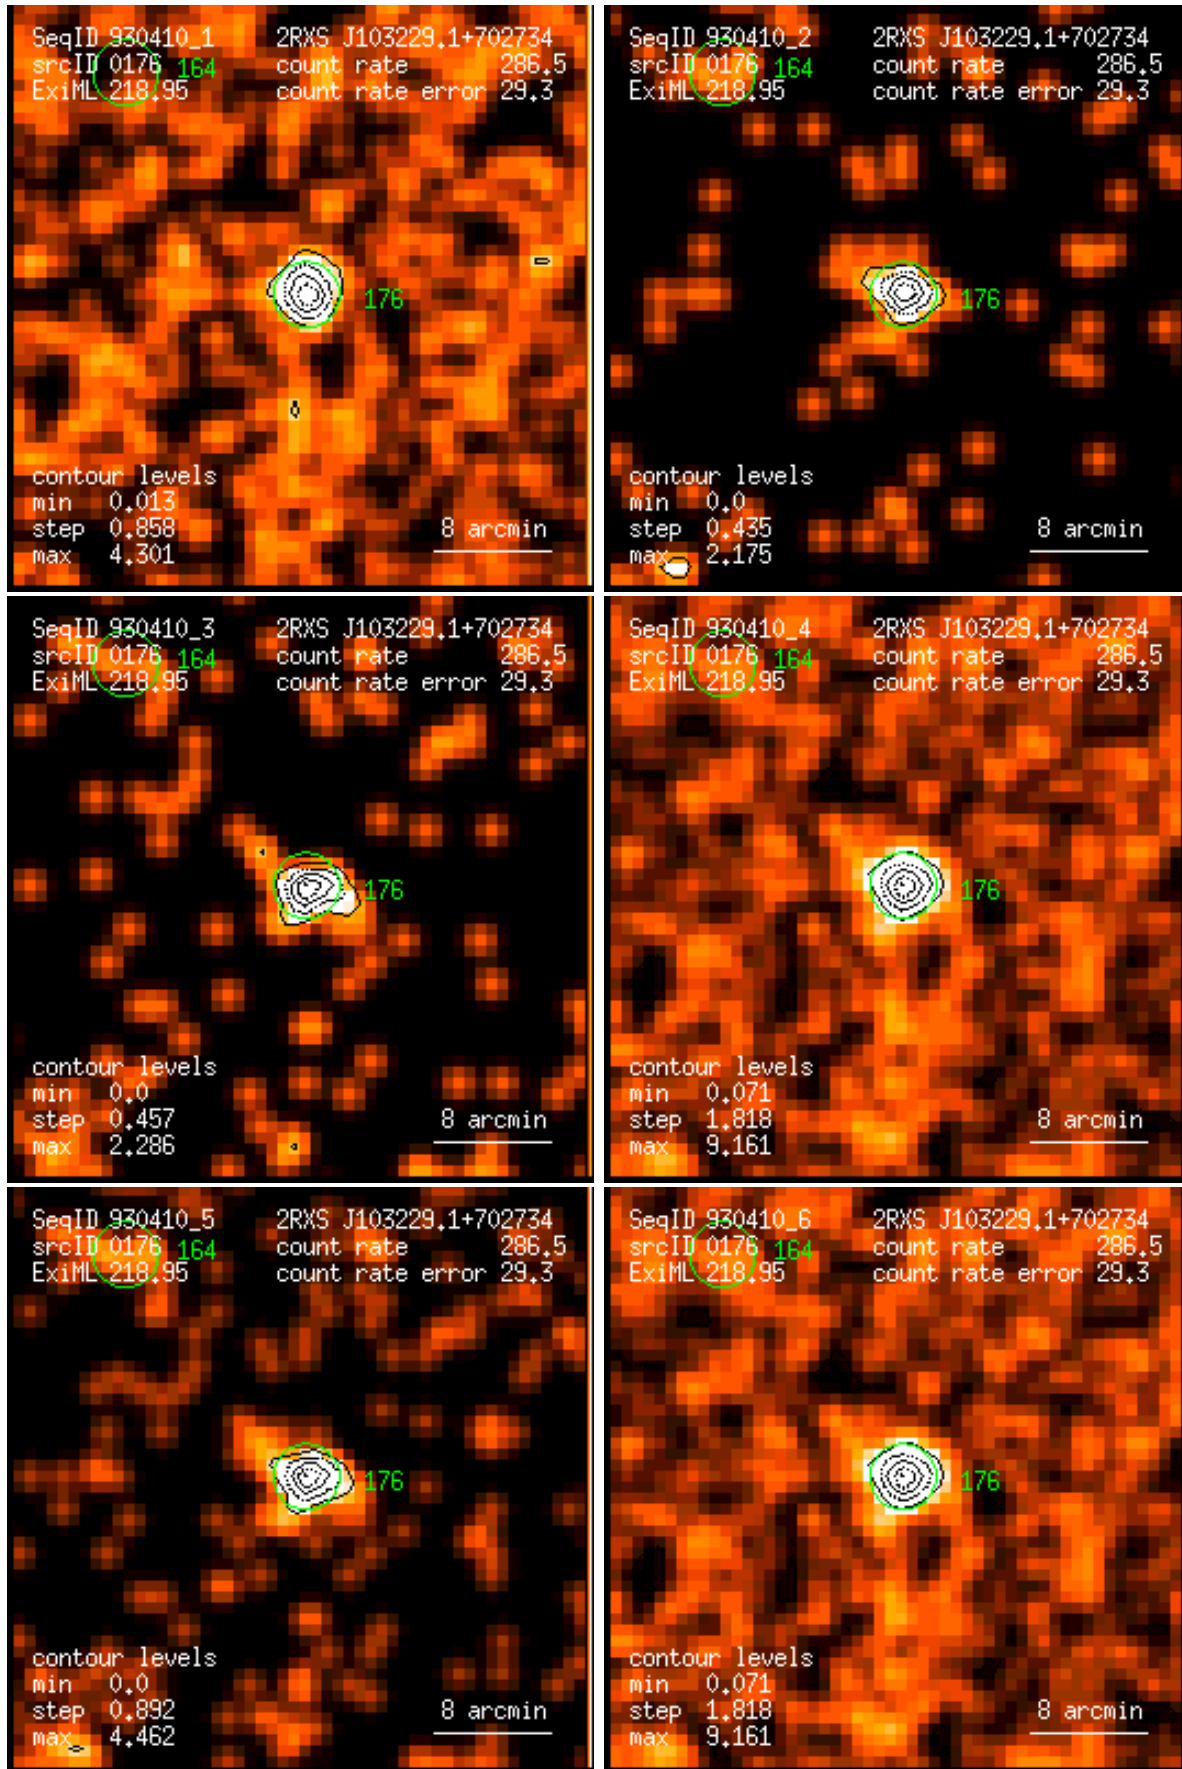 SeqID 930410_1 2RXS J103229.1+702734
srcID 0176 164 count rate 286.5
ExiML 218.95 count rate error 29.3
176
contour levels
min 0.013
step 0.858 8 arcmin
max 4.301
SeqID 930410_2 2RXS J103229.1+702734
srcID 0176 164 count rate 286.5
ExiML 218.95 count rate error 29.3
176
contour levels
min 0.0
step 0.435 8 arcmin
max 2.175
SeqID 930410_3 2RXS J103229.1+702734
srcID 0176 164 count rate 286.5
ExiML 218.95 count rate error 29.3
176
contour levels
min 0.0
step 0.457 8 arcmin
max 2.286
SeqID 930410_4 2RXS J103229.1+702734
srcID 0176 164 count rate 286.5
ExiML 218.95 count rate error 29.3
176
contour levels
min 0.071
step 1.818 8 arcmin
max 9.161
SeqID 930410_5 2RXS J103229.1+702734
srcID 0176 164 count rate 286.5
ExiML 218.95 count rate error 29.3
176
contour levels
min 0.0
step 0.892 8 arcmin
max 4.462
SeqID 930410_6 2RXS J103229.1+702734
srcID 0176 164 count rate 286.5
ExiML 218.95 count rate error 29.3
176
contour levels
min 0.071
step 1.818 8 arcmin
max 9.161